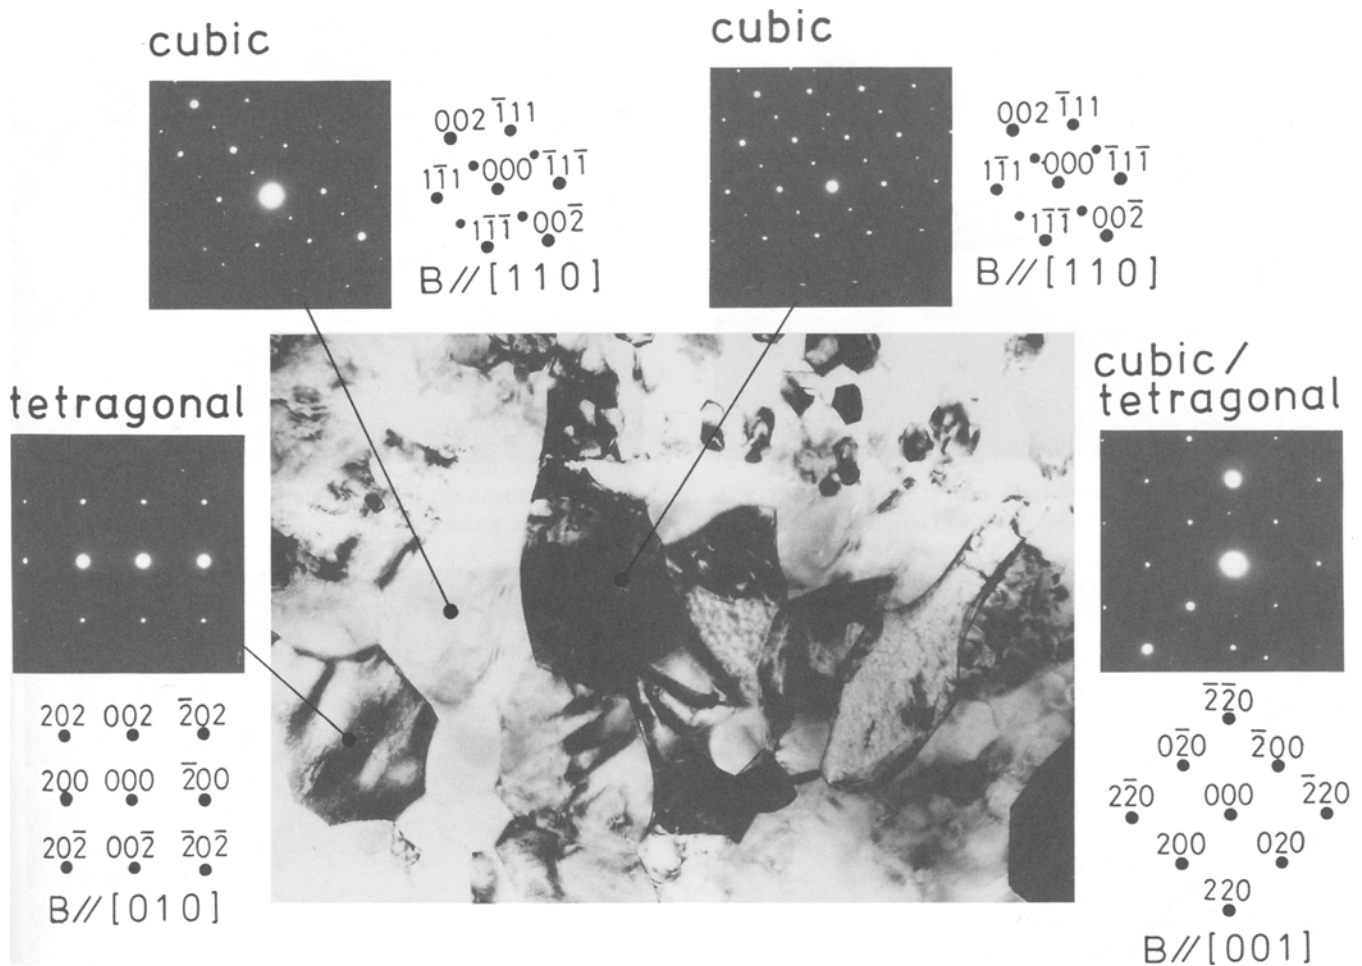 cubic
002 1̄11
11̄1 000 1̄11̄
11̄1̄ 002̄
B//[110]
cubic
002 1̄11
11̄1 000 1̄11̄
11̄1̄ 002̄
B//[110]
tetragonal
202 002 2̄02
200 000 2̄00
202̄ 002̄ 2̄02̄
B//[010]
cubic/
tetragonal
2̄2̄0
02̄0 2̄00
22̄0 000 2̄20
200 020
220
B//[001]